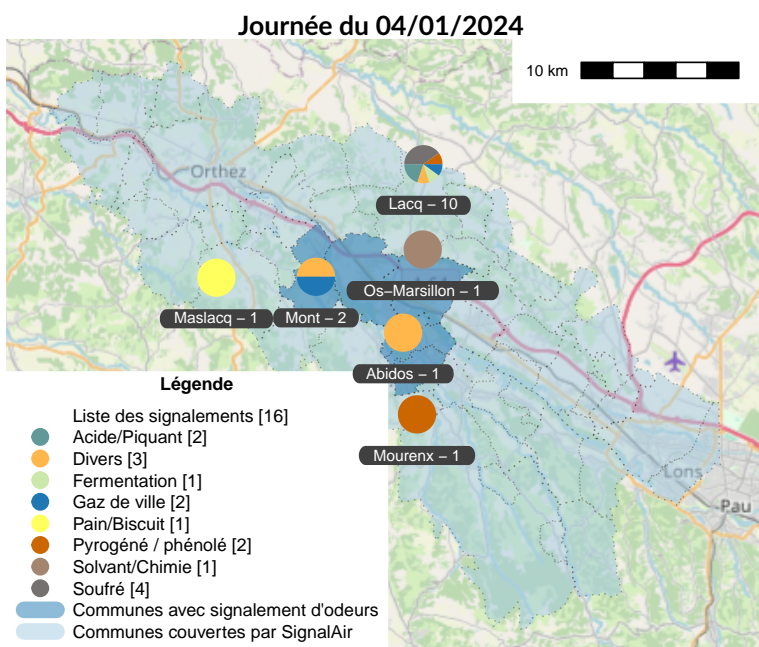 Journée du 04/01/2024
10 km
Orthez
Lacq – 10
Os–Marsillon – 1
Maslacq – 1
Mont – 2
Abidos – 1
Mourenx – 1
Lons
Pau
Légende
Liste des signalements [16]
Acide/Piquant [2]
Divers [3]
Fermentation [1]
Gaz de ville [2]
Pain/Biscuit [1]
Pyrogéné / phénolé [2]
Solvant/Chimie [1]
Soufré [4]
Communes avec signalement d'odeurs
Communes couvertes par SignalAir